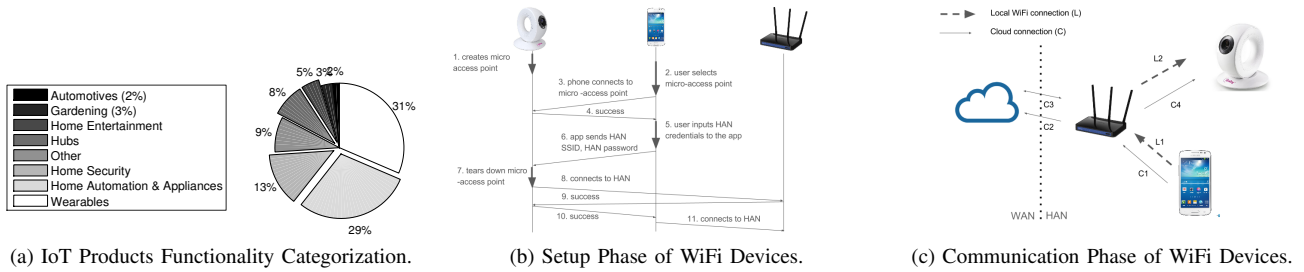 Automotives (2%)
Gardening (3%)
Home Entertainment
Hubs
Other
Home Security
Home Automation & Appliances
Wearables
5%
3%
2%
8%
31%
9%
13%
29%
(a) IoT Products Functionality Categorization.
1. creates micro
access point
2. user selects
micro-access point
3. phone connects to
micro -access point
4. success
5. user inputs HAN
credentials to the app
6. app sends HAN
SSID, HAN password
7. tears down micro
-access point
8. connects to HAN
9. success
10. success
11. connects to HAN
(b) Setup Phase of WiFi Devices.
Local WiFi connection (L)
Cloud connection (C)
L2
C3
C4
C2
L1
C1
WAN
HAN
(c) Communication Phase of WiFi Devices.